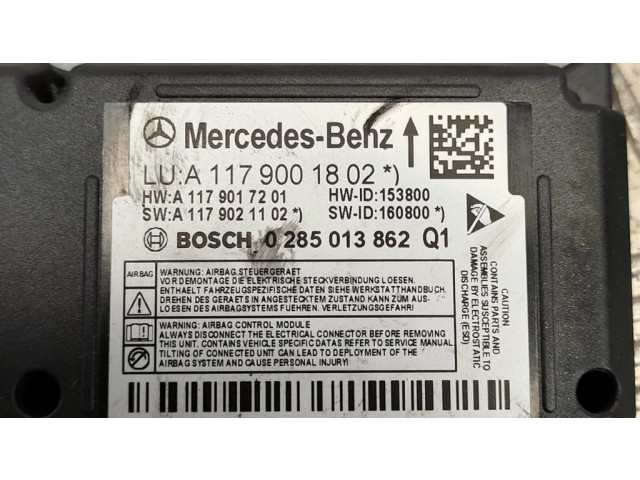 Mercedes-Benz
LU:A 117 900 18 02 *)
HW:A 117 901 72 01 HW-ID:153800
SW:A 117 902 11 02 *) SW-ID:160800 *)
BOSCH 0 285 013 862 Q1
AIRBAG
WARNUNG: AIRBAG STEUERGERAET
VOR DEMONTAGE DIE ELEKTRISCHE STECKVERBINDUNG LOESEN.
ENTHAELT FAHRZEUGSPEZIFISCHE DATEN SIEHE WERKSTATTHANDBUCH
DREHEN DES GERAETS IN ANGESTECKTEM ZUSTAND KANN ZUM AUS-
LOESEN DES AIRBAGSYSTEMS FUEHREN. VERLETZUNGSGEFAHR!
WARNING: AIRBAG CONTROL MODULE
ALWAYS DISCONNECT THE ELECTRICAL CONNECTOR BEFORE REMOVING
THIS UNIT. CONTAINS VEHICLE SPECIFIC DATA. REFER TO SERVICE MANUAL.
TILTING OF CONNECTED UNIT CAN LEAD TO DEPLOYMENT OF THE
AIRBAG SYSTEM AND CAUSE PERSONAL INJURY!
CAUTION
CONTAINS PARTS AND
ASSEMBLIES SUSCEPTIBLE TO
DAMAGE BY ELECTROSTATIC
DISCHARGE (ESD)